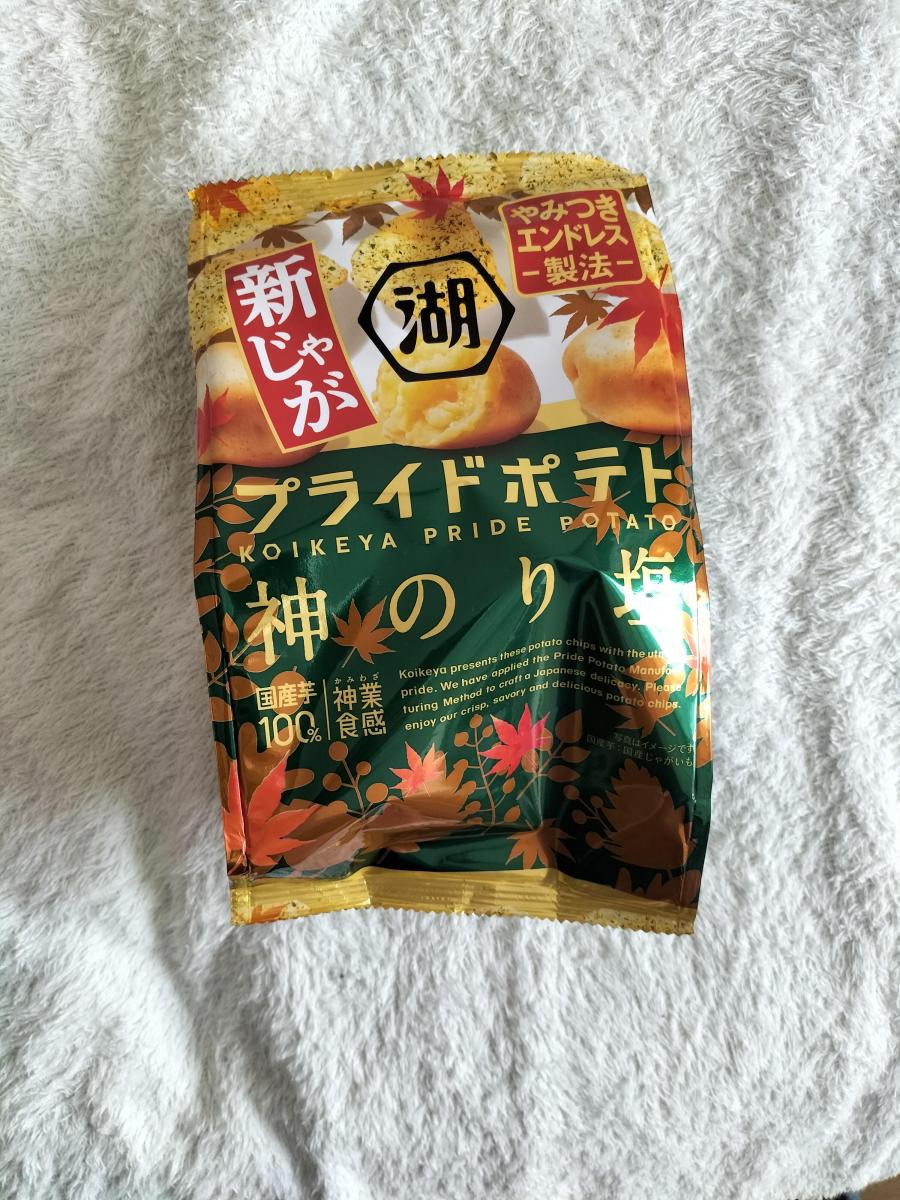 やみつき
エンドレス
-製法-
新じゃが
湖
プライドポテト
KOIKEYA PRIDE POTATO
神のり塩
国産芋
100%
かみわざ
神業
食感
Koikeya presents these potato chips with the
pride. We have applied the Pride Potato Manufac-
turing Method to craft a Japanese delicacy. Please
enjoy our crisp, savory and delicious potato chips.
写真はイメージです
国産芋:国産じゃがいも